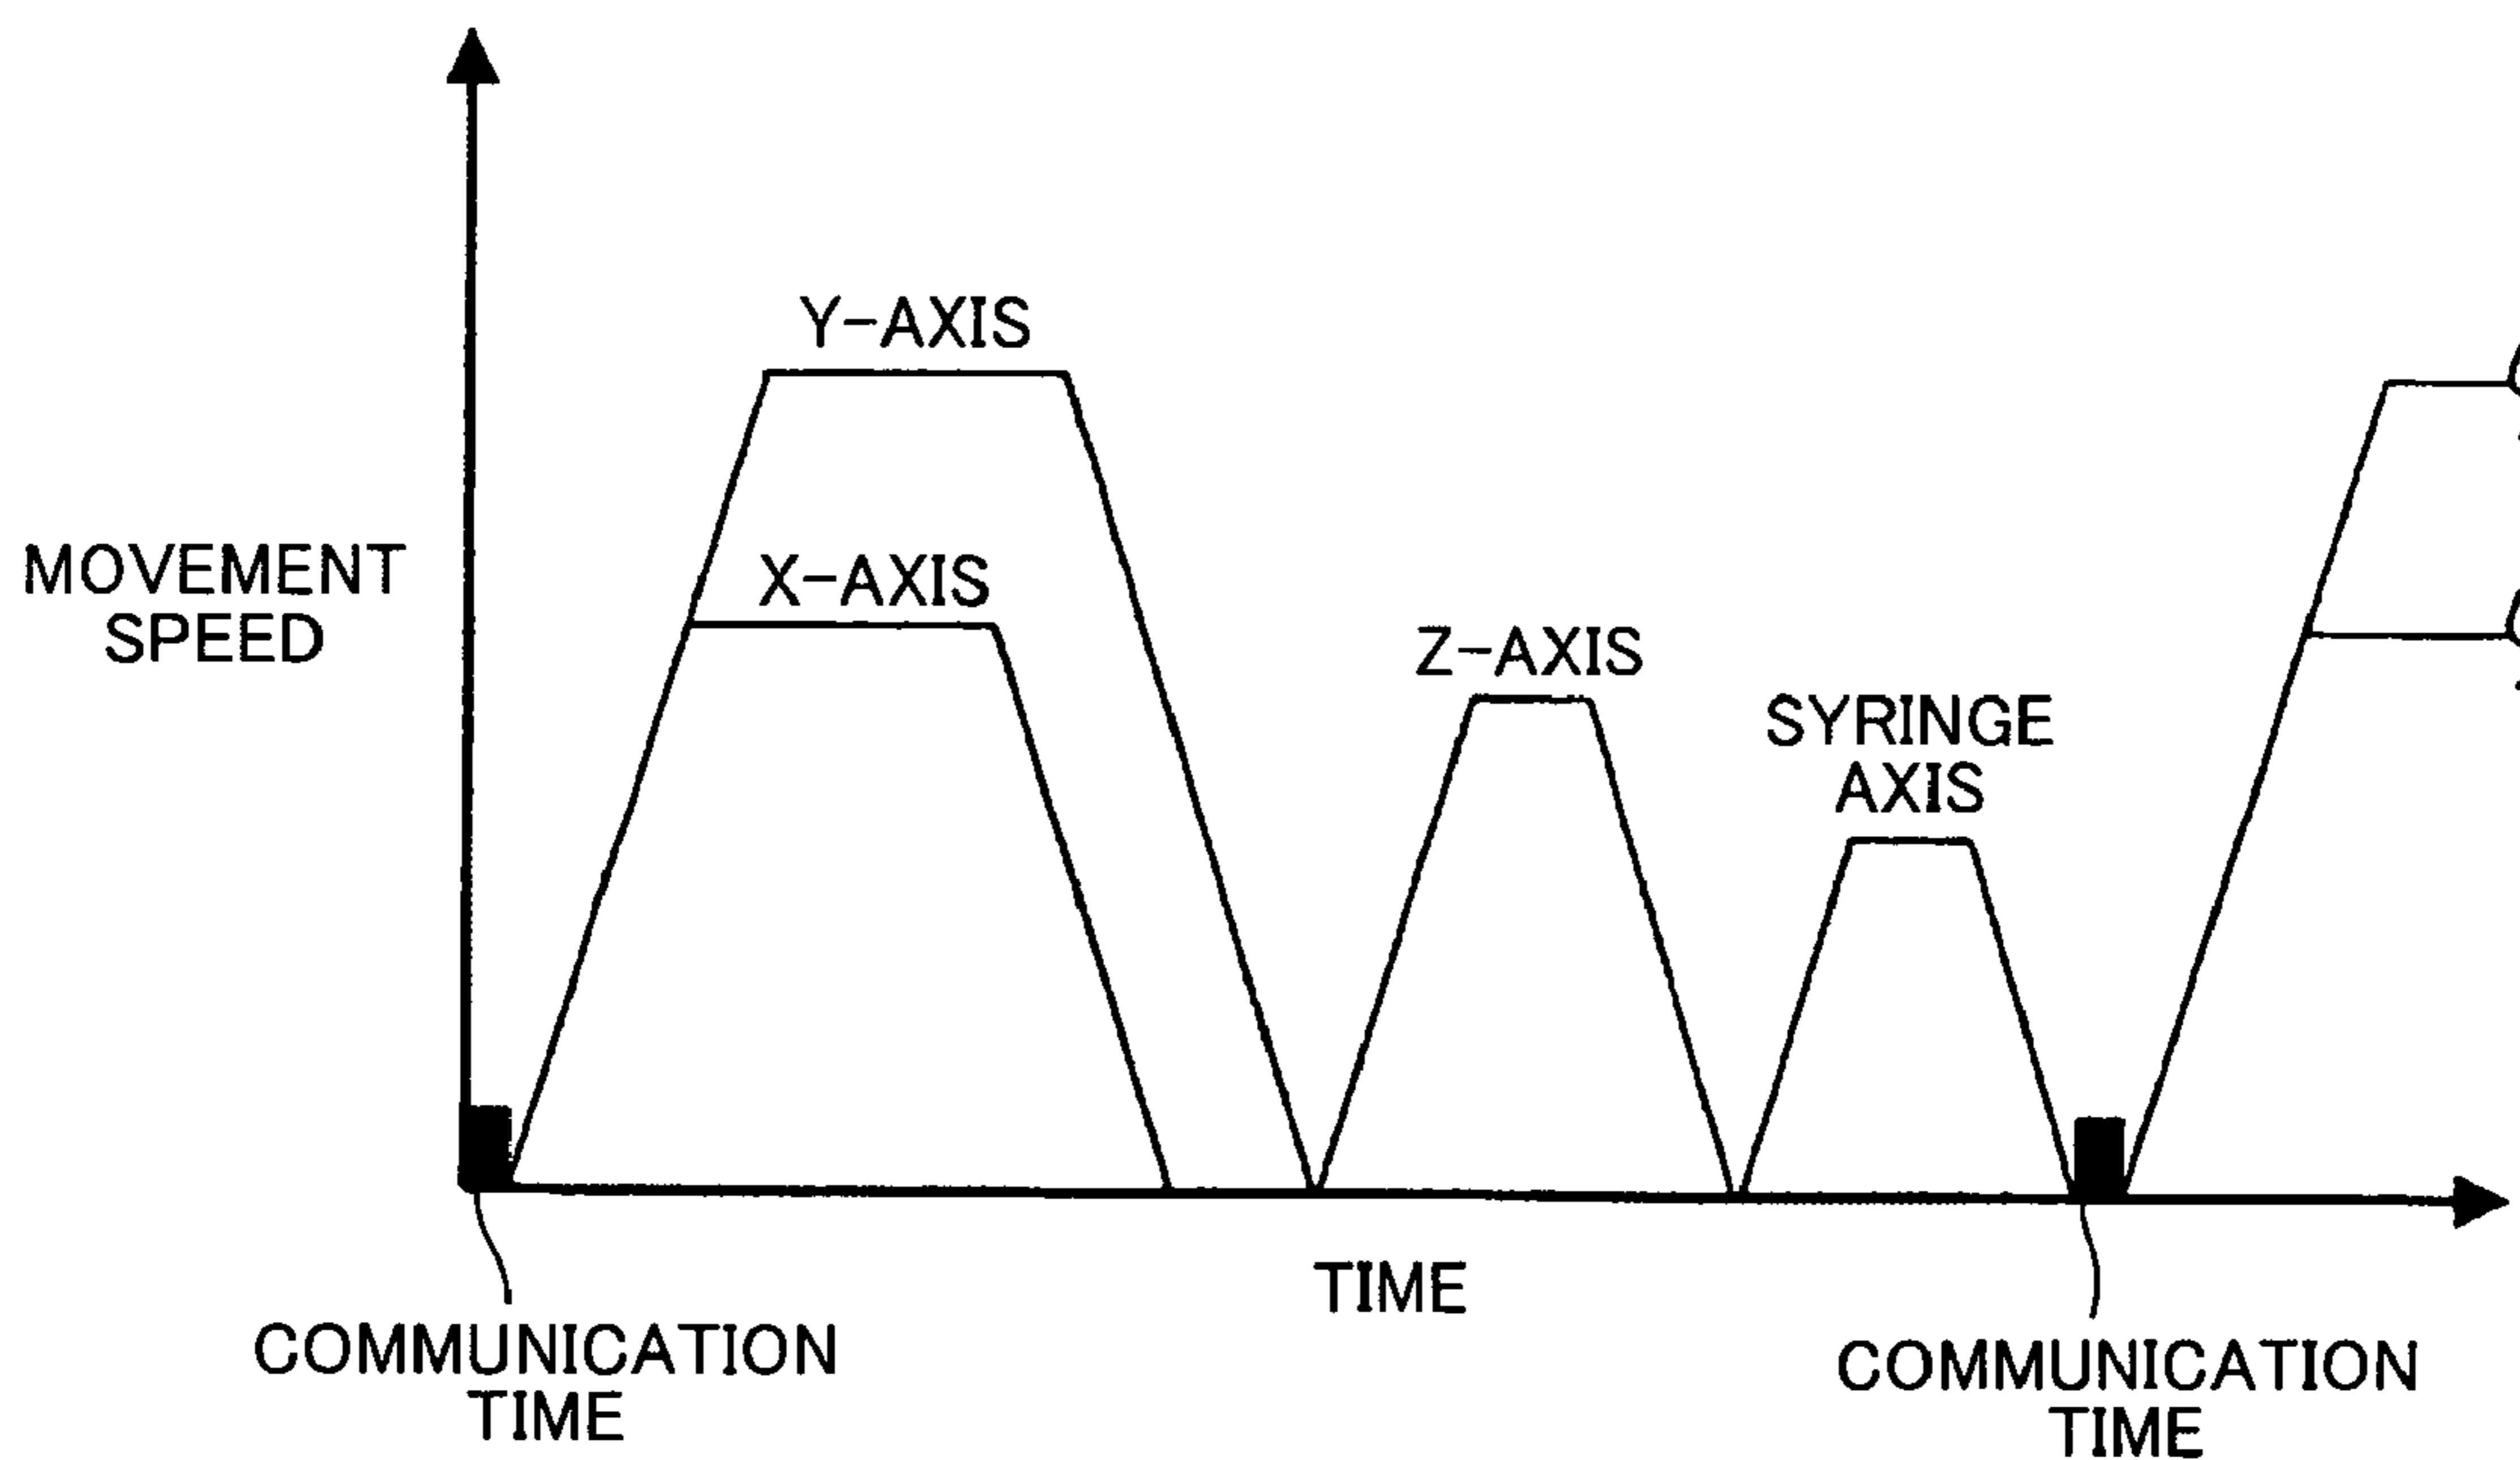 Y-AXIS
X-AXIS
MOVEMENT
SPEED
Z-AXIS
SYRINGE
AXIS
TIME
COMMUNICATION
TIME
COMMUNICATION
TIME